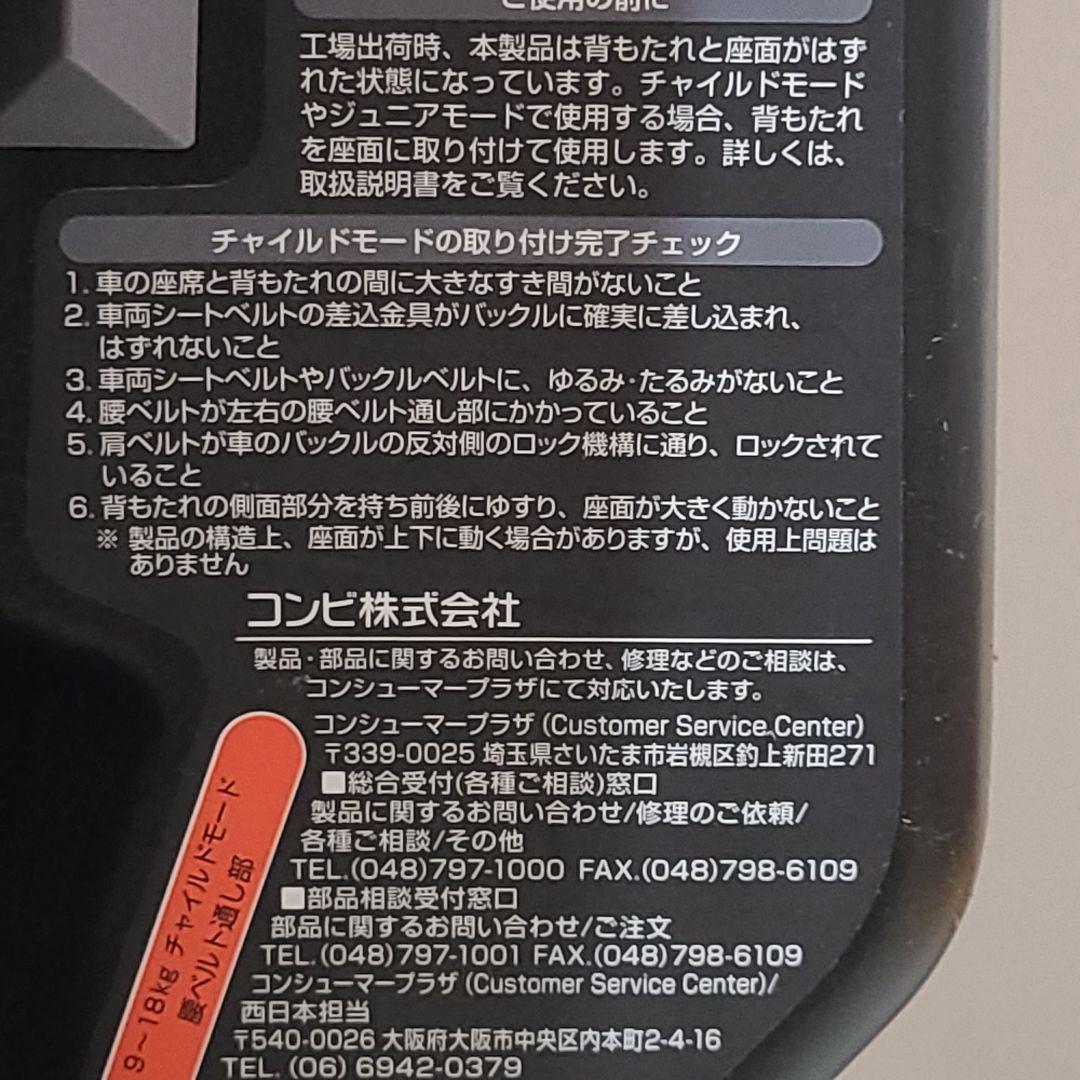 ご使用の前に
工場出荷時、本製品は背もたれと座面がはず
れた状態になっています。チャイルドモード
やジュニアモードで使用する場合、背もたれ
を座面に取り付けて使用します。詳しくは、
取扱説明書をご覧ください。
チャイルドモードの取り付け完了チェック
1. 車の座席と背もたれの間に大きなすき間がないこと
2. 車両シートベルトの差込金具がバックルに確実に差し込まれ、
はずれないこと
3. 車両シートベルトやバックルベルトに、ゆるみ・たるみがないこと
4. 腰ベルトが左右の腰ベルト通し部にかかっていること
5. 肩ベルトが車のバックルの反対側のロック機構に通り、ロックされて
いること
6. 背もたれの側面部分を持ち前後にゆすり、座面が大きく動かないこと
※ 製品の構造上、座面が上下に動く場合がありますが、使用上問題は
ありません
コンビ株式会社
製品・部品に関するお問い合わせ、修理などのご相談は、
コンシューマープラザにて対応いたします。
コンシューマープラザ (Customer Service Center)
〒339-0025 埼玉県さいたま市岩槻区釣上新田271
■総合受付(各種ご相談)窓口
製品に関するお問い合わせ/修理のご依頼/
各種ご相談/その他
TEL.(048)797-1000 FAX.(048)798-6109
■部品相談受付窓口
部品に関するお問い合わせ/ご注文
TEL.(048)797-1001 FAX.(048)798-6109
コンシューマープラザ (Customer Service Center)/
西日本担当
〒540-0026 大阪府大阪市中央区内本町2-4-16
TEL. (06) 6942-0379
9～18kg チャイルドモード
腰ベルト通し部